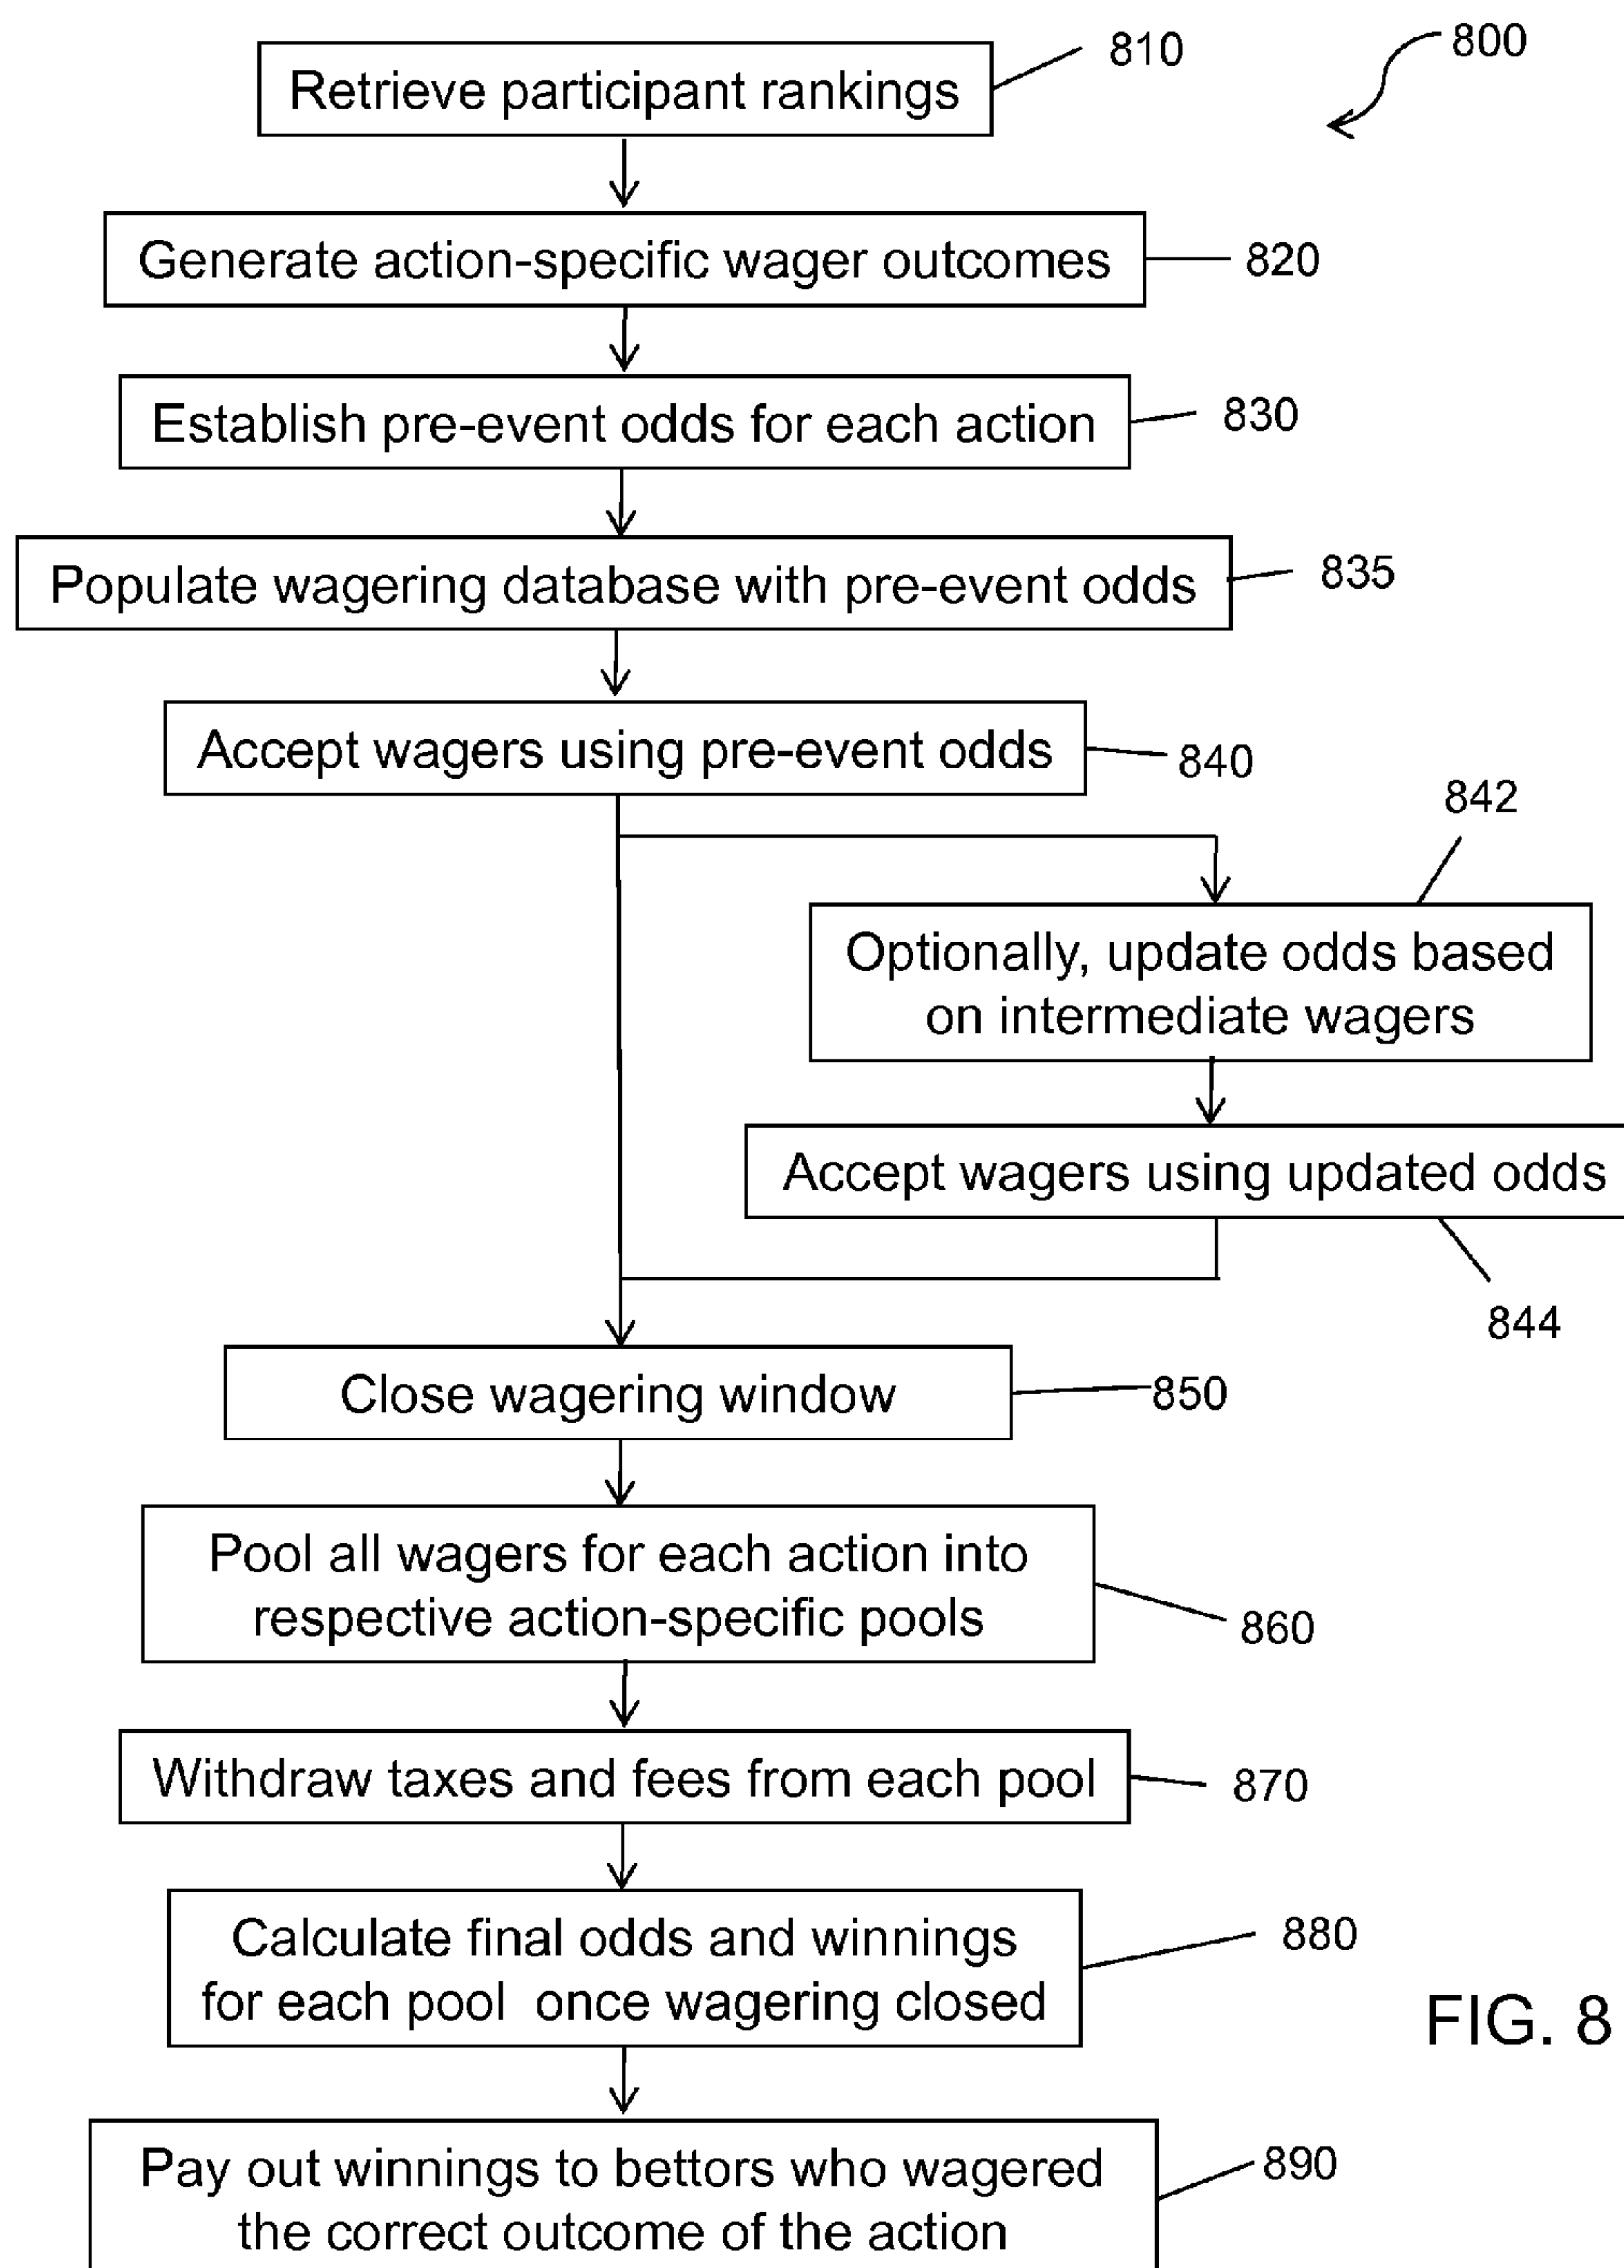 810
800
Retrieve participant rankings
Generate action-specific wager outcomes
820
Establish pre-event odds for each action
830
Populate wagering database with pre-event odds
835
Accept wagers using pre-event odds
840
842
Optionally, update odds based
on intermediate wagers
Accept wagers using updated odds
844
Close wagering window
850
Pool all wagers for each action into
respective action-specific pools
860
Withdraw taxes and fees from each pool
870
Calculate final odds and winnings
for each pool once wagering closed
880
FIG. 8
Pay out winnings to bettors who wagered
the correct outcome of the action
890